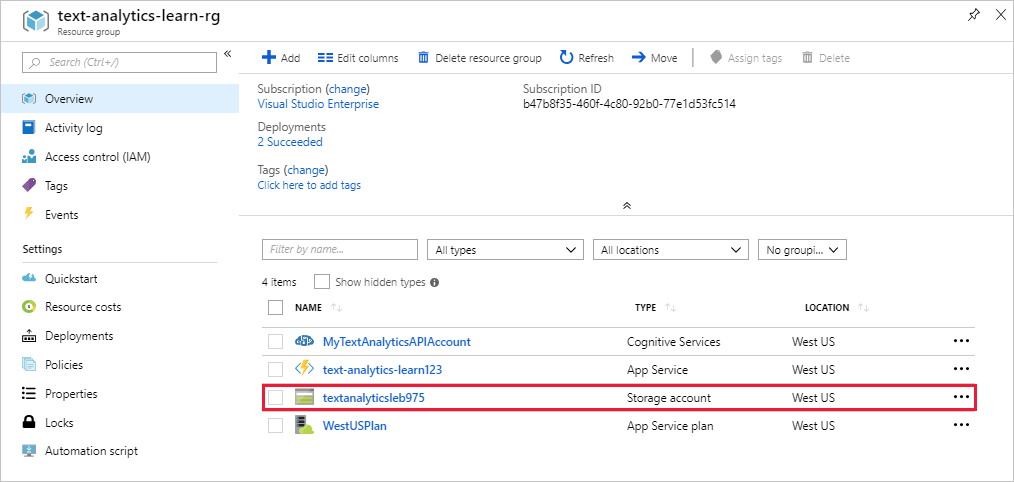 text-analytics-learn-rg
Resource group
Search (Ctrl+/)
Overview
Activity log
Access control (IAM)
Tags
Events
Settings
Quickstart
Resource costs
Deployments
Policies
Properties
Locks
Automation script
Add Edit columns Delete resource group Refresh Move Assign tags Delete
Subscription (change) Subscription ID
Visual Studio Enterprise b47b8f35-460f-4c80-92b0-77e1d53fc514
Deployments
2 Succeeded
Tags (change)
Click here to add tags
Filter by name... All types All locations No groupi...
4 items Show hidden types
NAME TYPE LOCATION
MyTextAnalyticsAPIAccount Cognitive Services West US
text-analytics-learn123 App Service West US
textanalyticsleb975 Storage account West US
WestUSPlan App Service plan West US